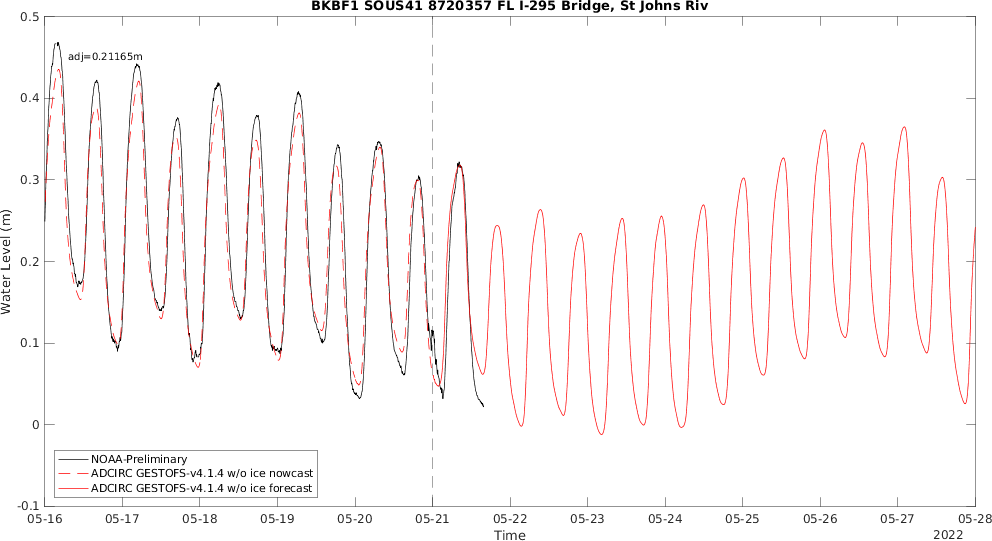 BKBF1 SOUS41 8720357 FL I-295 Bridge, St Johns Riv
adj=0.21165m
0.5
0.4
0.3
0.2
0.1
0
-0.1
Water Level (m)
NOAA-Preliminary
ADCIRC GESTOFS-v4.1.4 w/o ice nowcast
ADCIRC GESTOFS-v4.1.4 w/o ice forecast
05-16 05-17 05-18 05-19 05-20 05-21 05-22 05-23 05-24 05-25 05-26 05-27 05-28
Time
2022